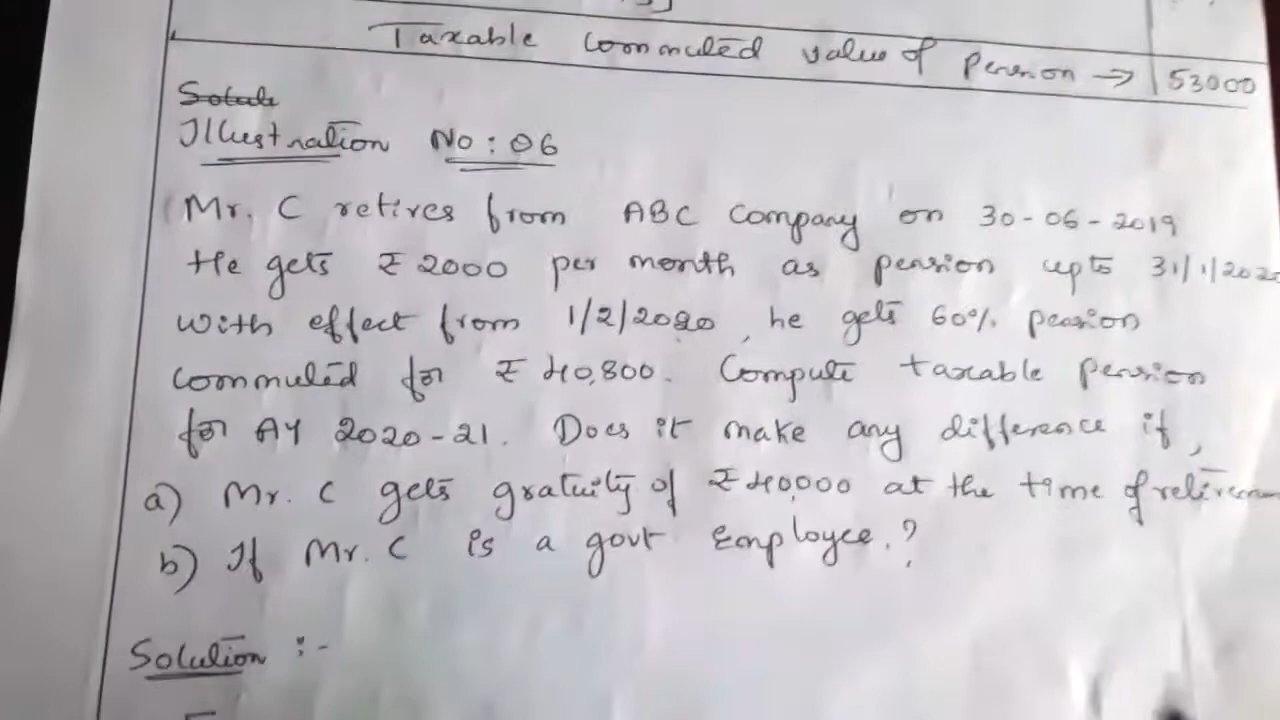 Taxable Commuted value of Pension → 53000
Solute
Illustration No: 06
Mr. C retires from ABC Company on 30-06-2019
He gets ₹ 2000 per month as pension upto 31/1/2020
With effect from 1/2/2020, he gets 60% pension
Commuted for ₹ 40,800. Compute taxable pension
for AY 2020-21. Does it make any difference if,
a) Mr. C gets gratuity of ₹ 40,000 at the time of retirem
b) If Mr. C is a govt Employee.?
Solution :-